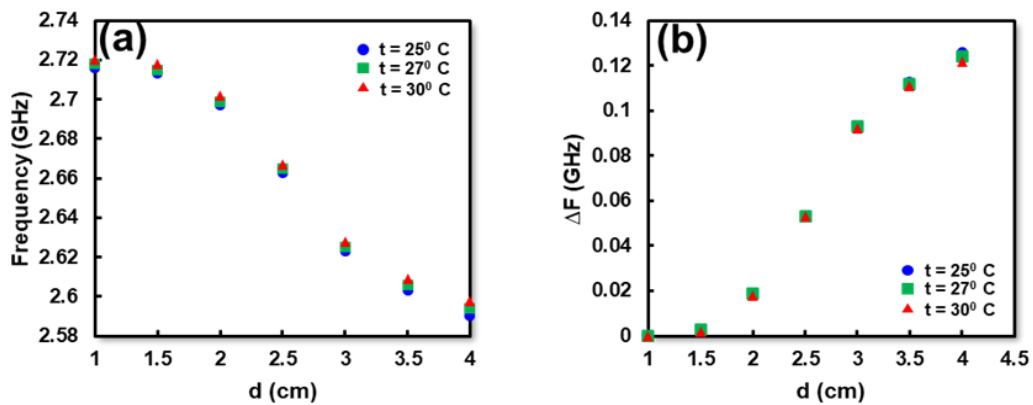 (a)
t = 25⁰ C
t = 27⁰ C
t = 30⁰ C
Frequency (GHz)
2.74
2.72
2.7
2.68
2.66
2.64
2.62
2.6
2.58
1 1.5 2 2.5 3 3.5 4
d (cm)
(b)
t = 25⁰ C
t = 27⁰ C
t = 30⁰ C
ΔF (GHz)
0.14
0.12
0.1
0.08
0.06
0.04
0.02
0
1 1.5 2 2.5 3 3.5 4 4.5
d (cm)